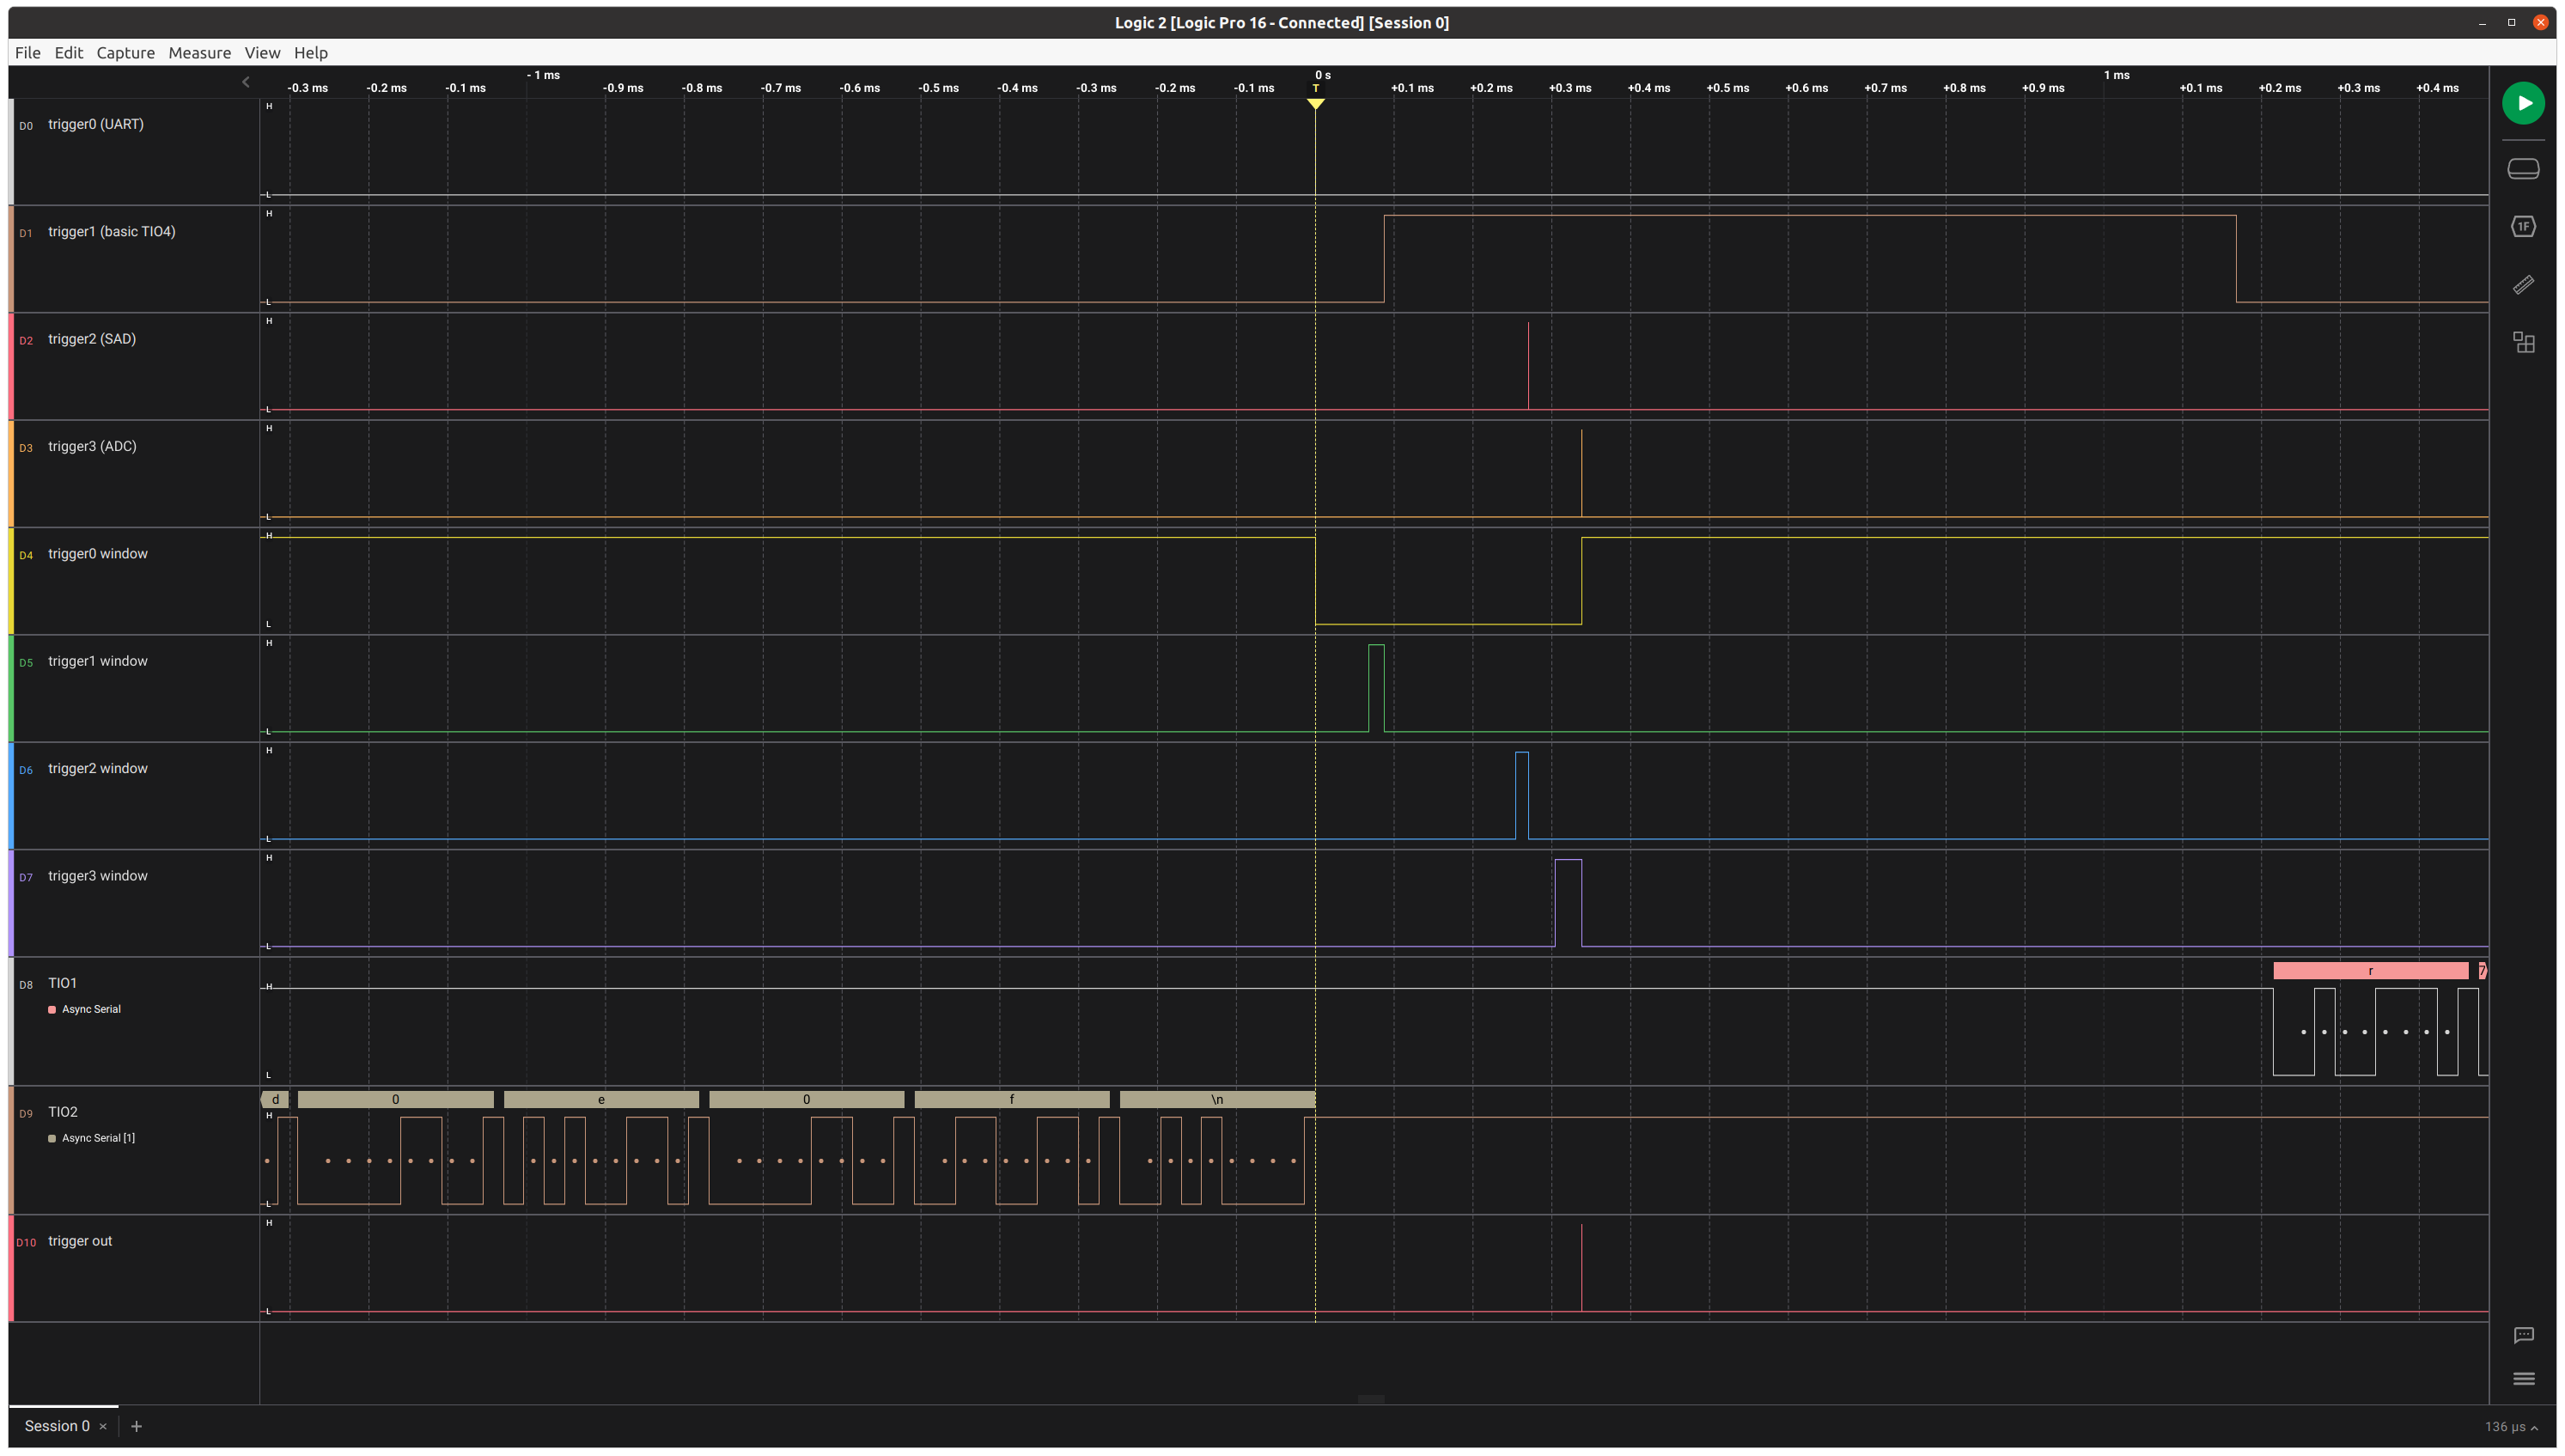 Logic 2 [Logic Pro 16 - Connected] [Session 0]
File Edit Capture Measure View Help
- 1 ms 0 s 1 ms
-0.3 ms -0.2 ms -0.1 ms -0.9 ms -0.8 ms -0.7 ms -0.6 ms -0.5 ms -0.4 ms -0.3 ms -0.2 ms -0.1 ms T +0.1 ms +0.2 ms +0.3 ms +0.4 ms +0.5 ms +0.6 ms +0.7 ms +0.8 ms +0.9 ms +0.1 ms +0.2 ms +0.3 ms +0.4 ms
H
D0 trigger0 (UART)
L
H
D1 trigger1 (basic TIO4)
1F
L
H
D2 trigger2 (SAD)
L
H
D3 trigger3 (ADC)
L
H
D4 trigger0 window
L
H
D5 trigger1 window
L
H
D6 trigger2 window
L
H
D7 trigger3 window
L
r 7
D8 TIO1
H
Async Serial
L
d 0 e 0 f \n
D9 TIO2
H
Async Serial [1]
L
H
D10 trigger out
L
Session 0 × +
136 µs